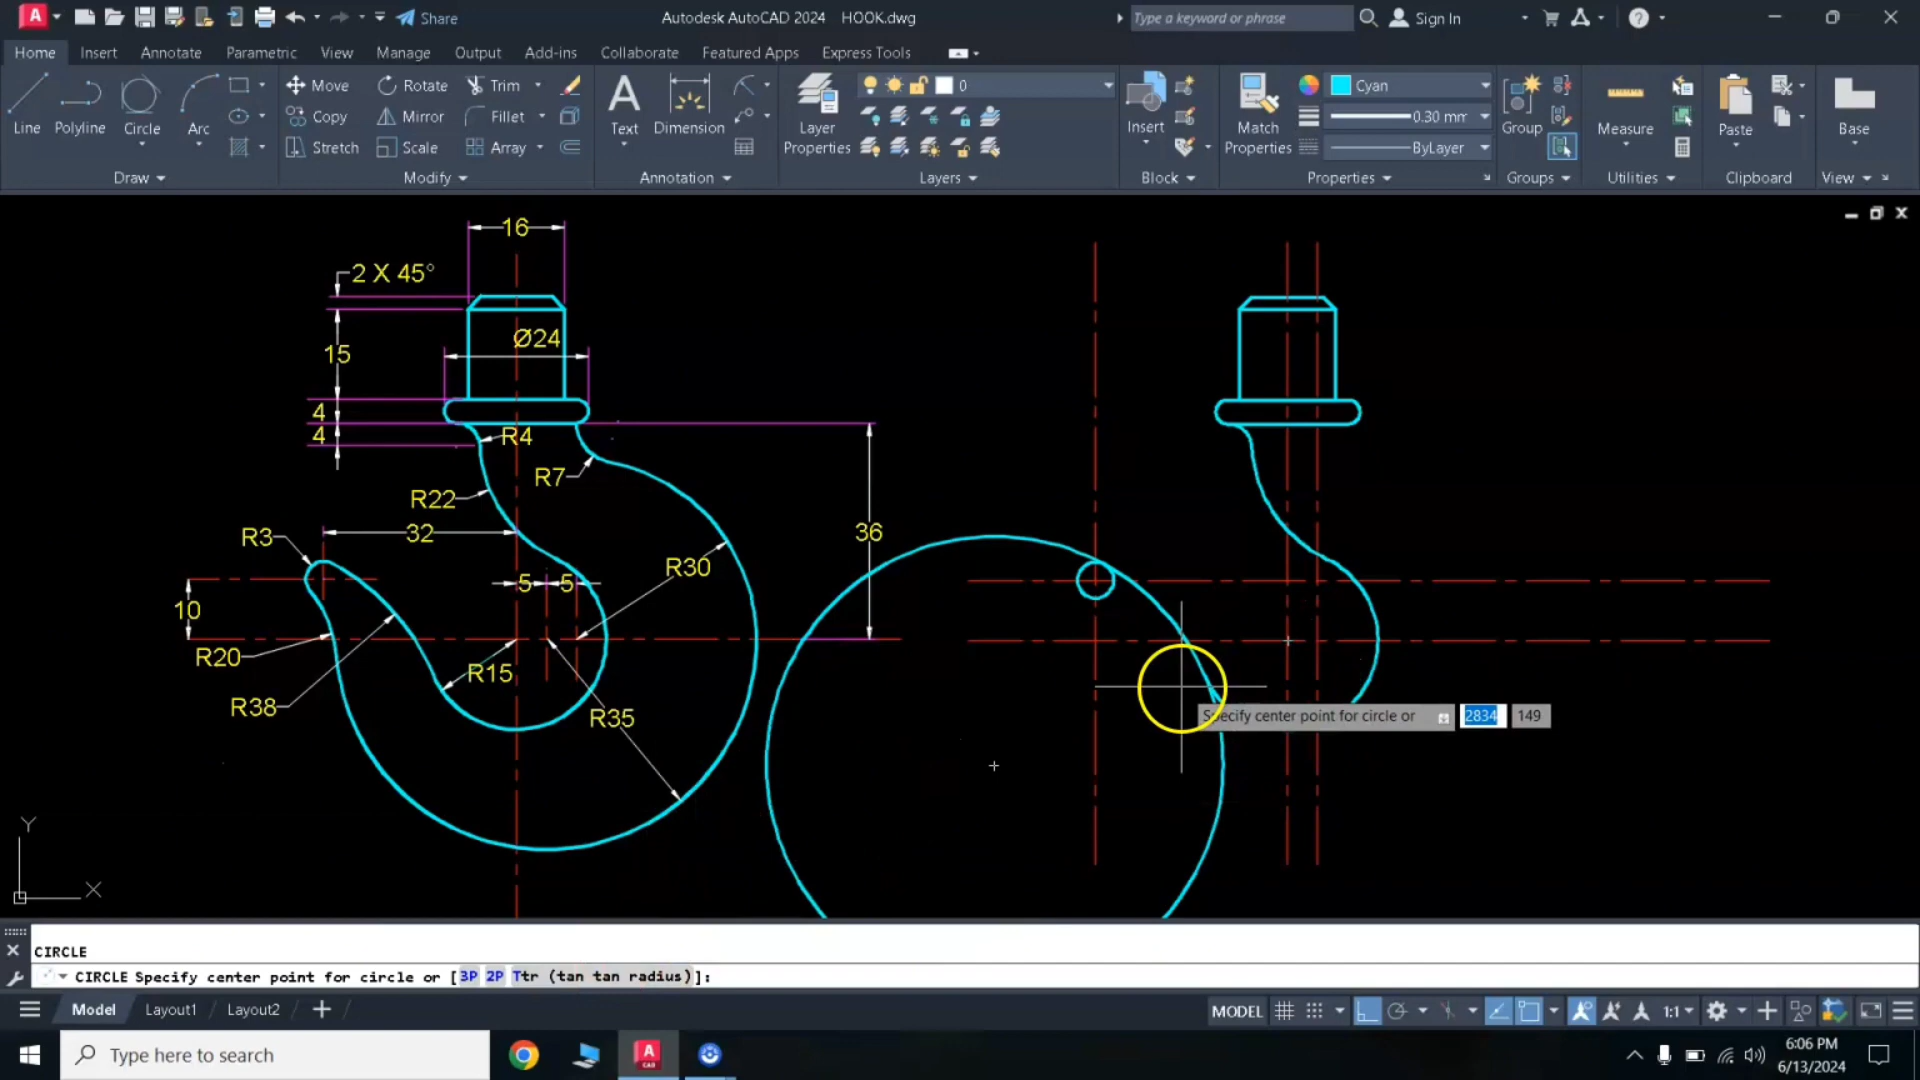 Share
Autodesk AutoCAD 2024 HOOK.dwg
Type a keyword or phrase
Sign In
Home Insert Annotate Parametric View Manage Output Add-ins Collaborate Featured Apps Express Tools
Line
Polyline
Circle
Arc
Move
Rotate
Trim
Copy
Mirror
Fillet
Stretch
Scale
Array
Text
Dimension
Layer
Properties
0
Insert
Match
Properties
Cyan
0.30 mm
ByLayer
Group
Measure
Paste
Base
Draw
Modify
Annotation
Layers
Block
Properties
Groups
Utilities
Clipboard
View
16
2 X 45°
Ø24
15
4
4
R4
R7
R22
36
R3
32
R30
5 5
10
R20
R15
R38
R35
Specify center point for circle or 2834 149
Y
X
CIRCLE
CIRCLE Specify center point for circle or [3P 2P Ttr (tan tan radius)]:
Model Layout1 Layout2
MODEL
1:1
Type here to search
A
CAD
6:06 PM
6/13/2024